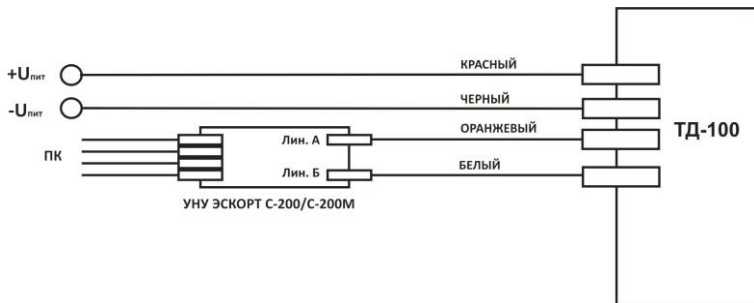 КРАСНЫЙ
+Uпит
ЧЕРНЫЙ
-Uпит
ОРАНЖЕВЫЙ
ТД-100
Лин. А
ПК
БЕЛЫЙ
Лин. Б
УНУ ЭСКОРТ С-200/С-200М